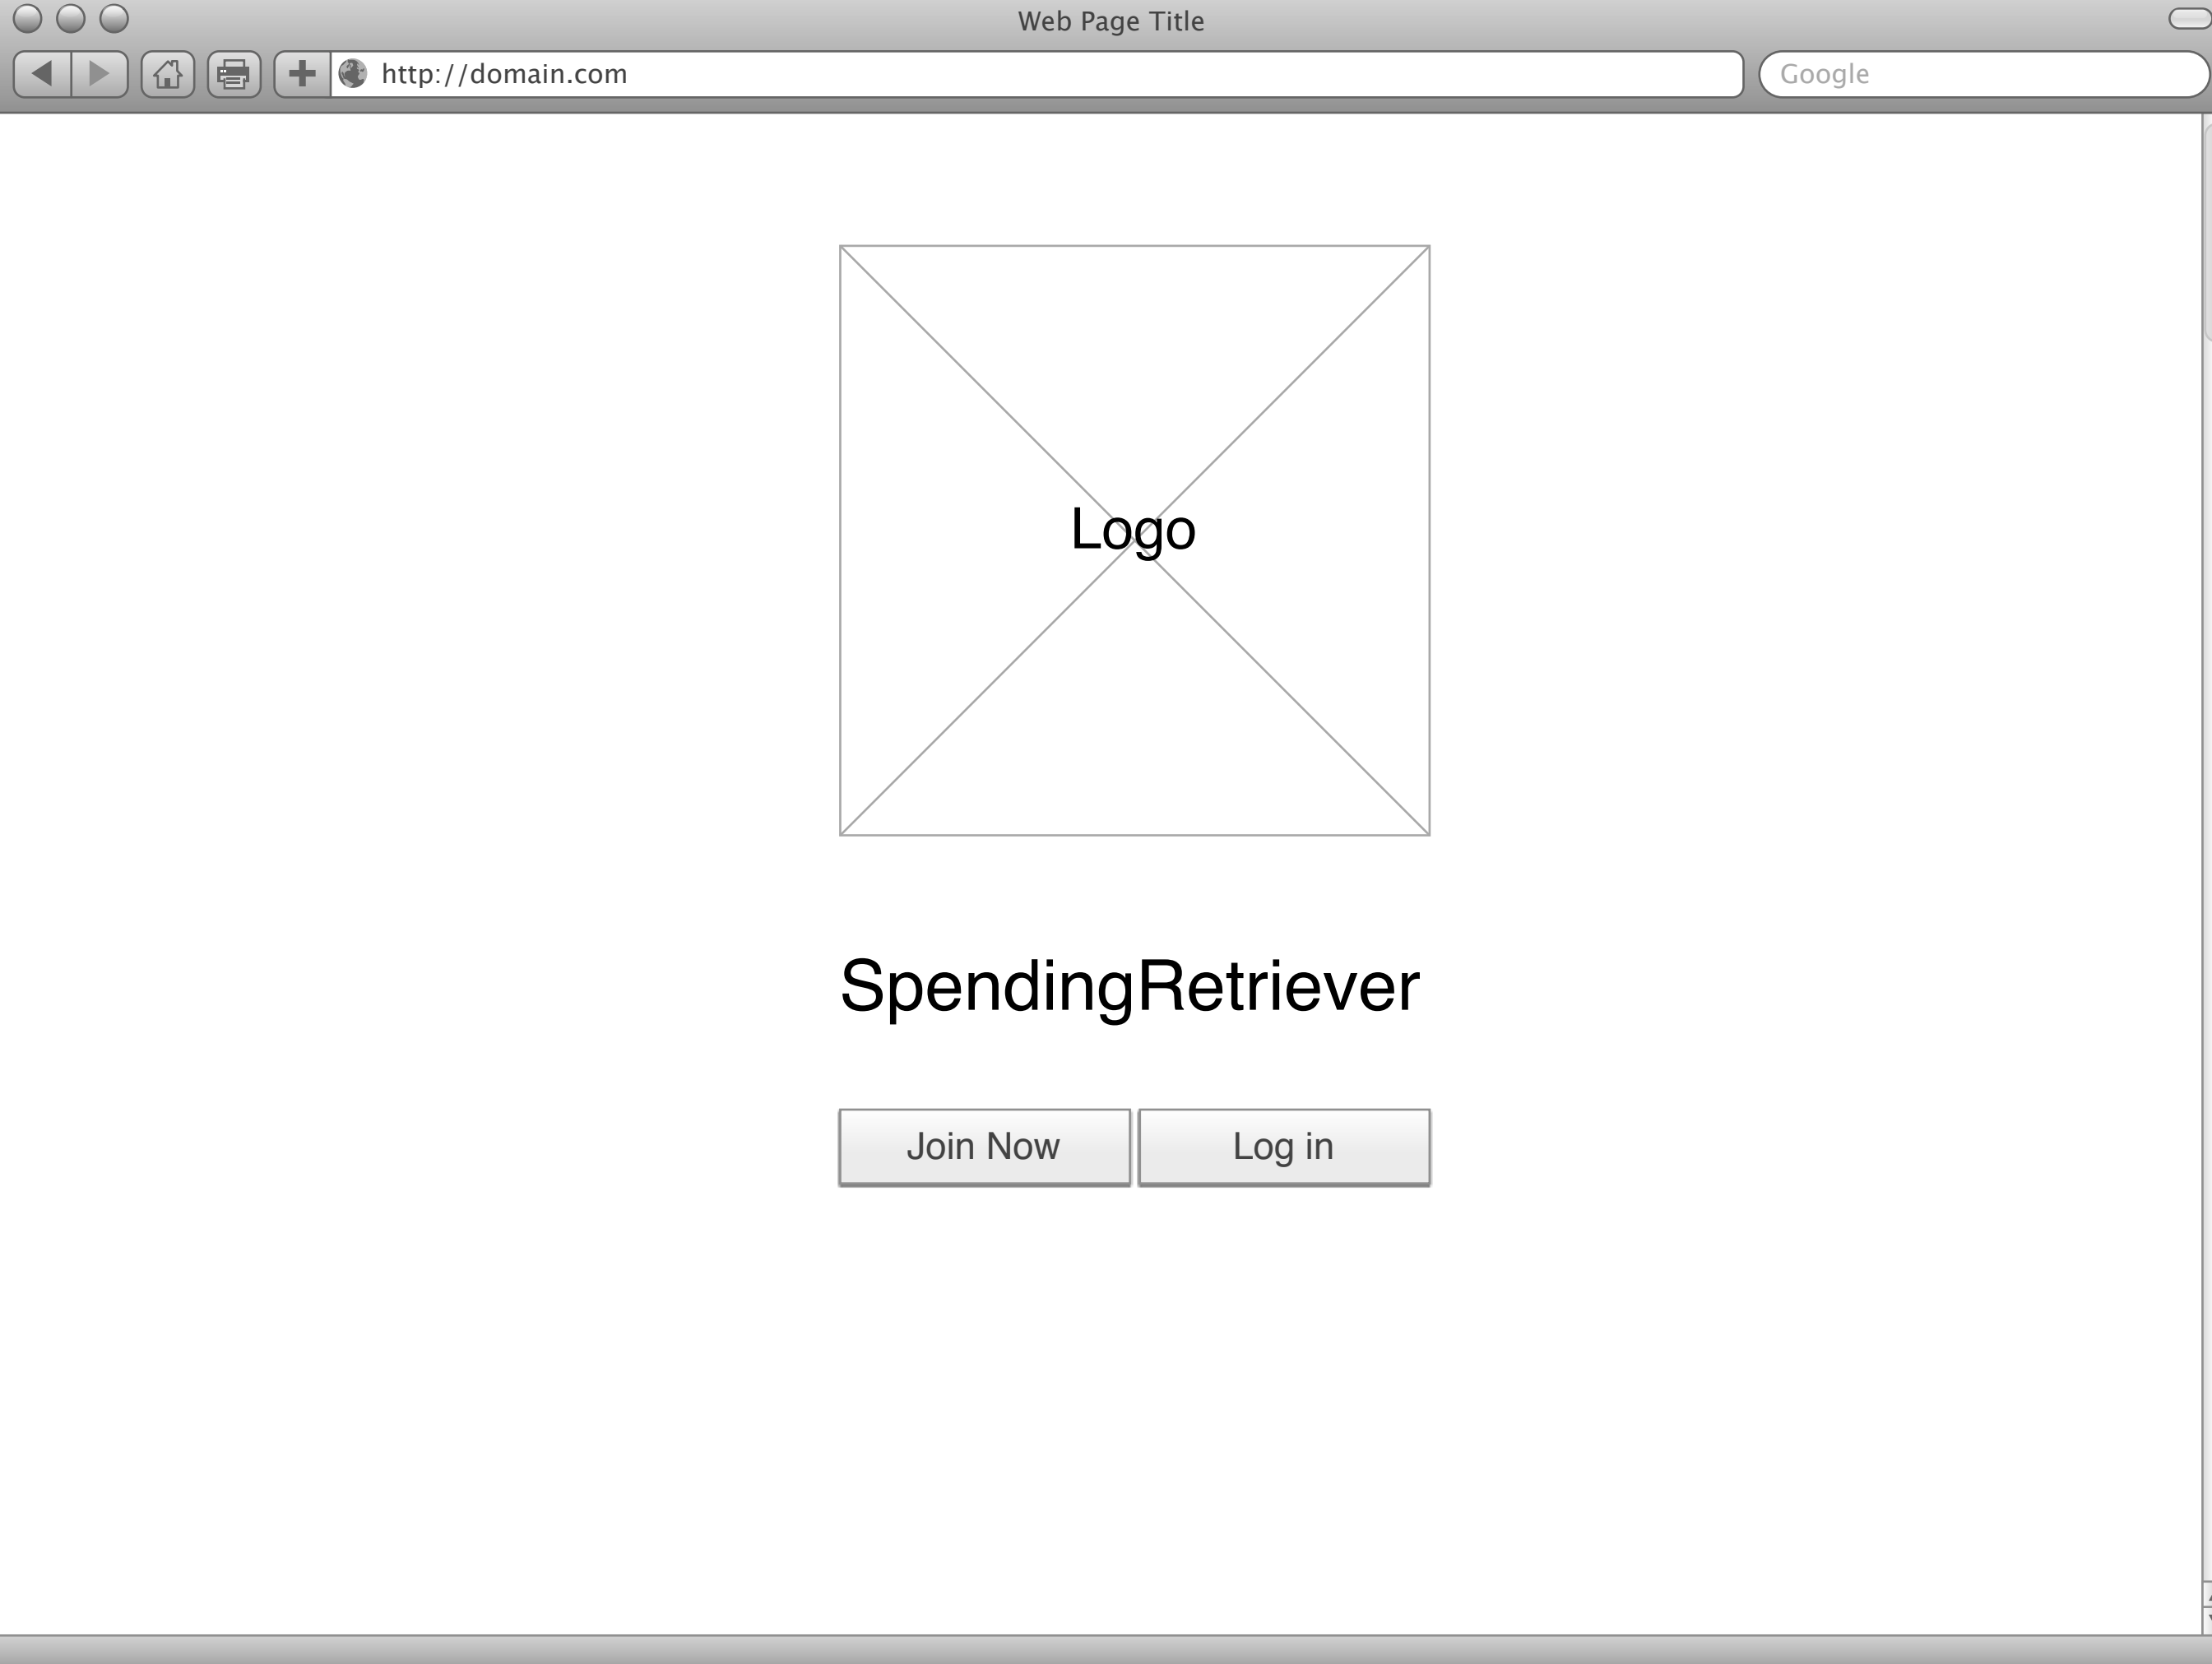 Web Page Title
http://domain.com
Google
Logo
SpendingRetriever
Join Now
Log in